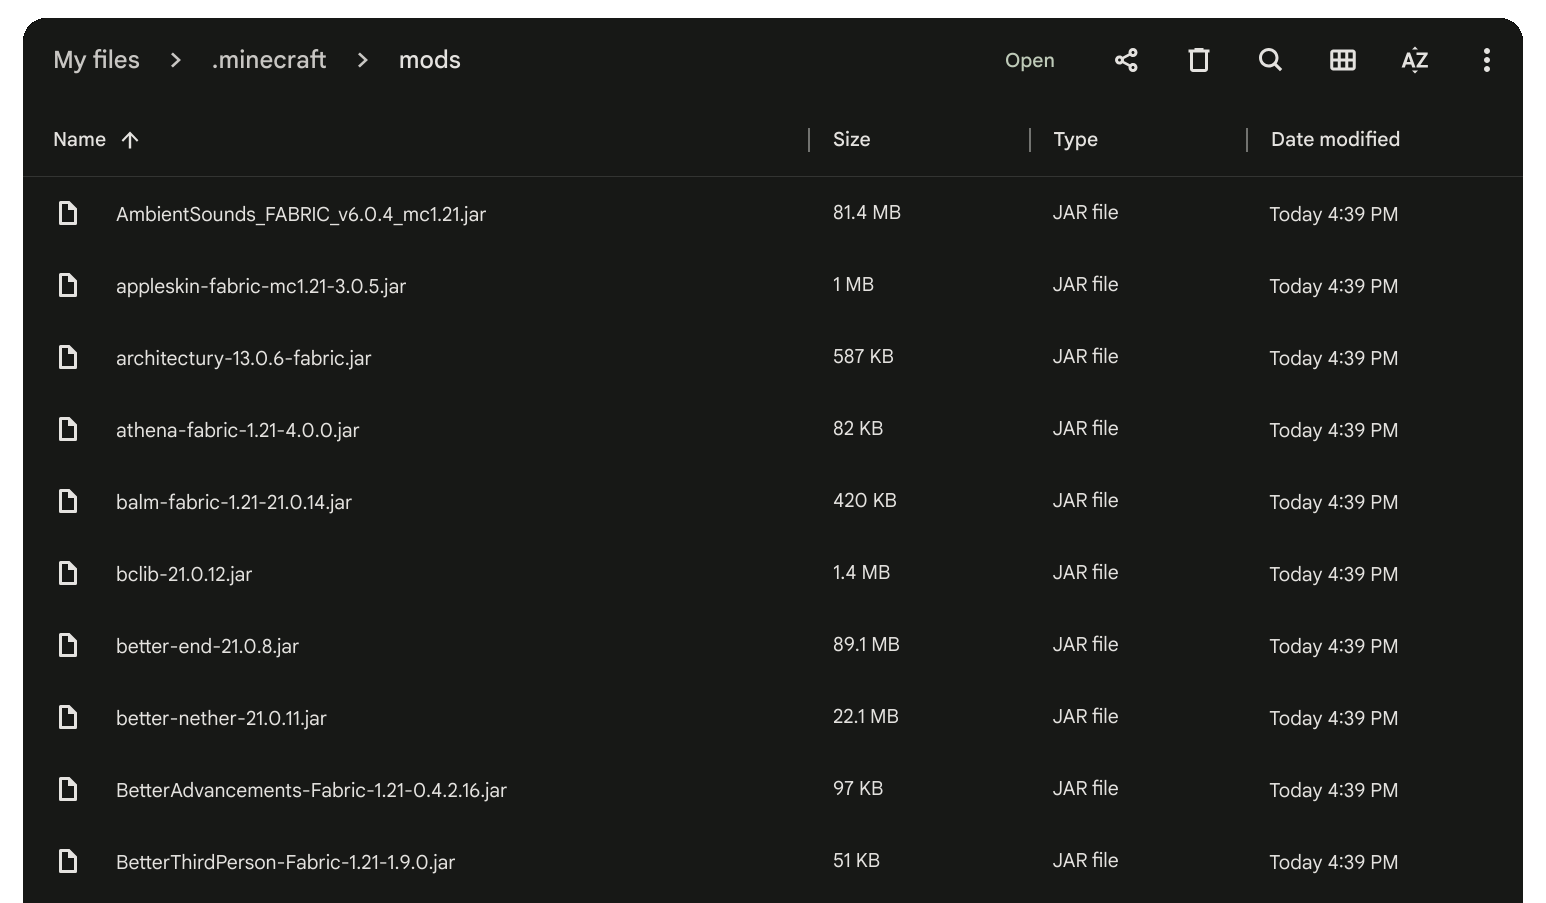 My files > .minecraft > mods Open AZ
Name ↑ Size Type Date modified
AmbientSounds_FABRIC_v6.0.4_mc1.21.jar 81.4 MB JAR file Today 4:39 PM
appleskin-fabric-mc1.21-3.0.5.jar 1 MB JAR file Today 4:39 PM
architectury-13.0.6-fabric.jar 587 KB JAR file Today 4:39 PM
athena-fabric-1.21-4.0.0.jar 82 KB JAR file Today 4:39 PM
balm-fabric-1.21-21.0.14.jar 420 KB JAR file Today 4:39 PM
bclib-21.0.12.jar 1.4 MB JAR file Today 4:39 PM
better-end-21.0.8.jar 89.1 MB JAR file Today 4:39 PM
better-nether-21.0.11.jar 22.1 MB JAR file Today 4:39 PM
BetterAdvancements-Fabric-1.21-0.4.2.16.jar 97 KB JAR file Today 4:39 PM
BetterThirdPerson-Fabric-1.21-1.9.0.jar 51 KB JAR file Today 4:39 PM